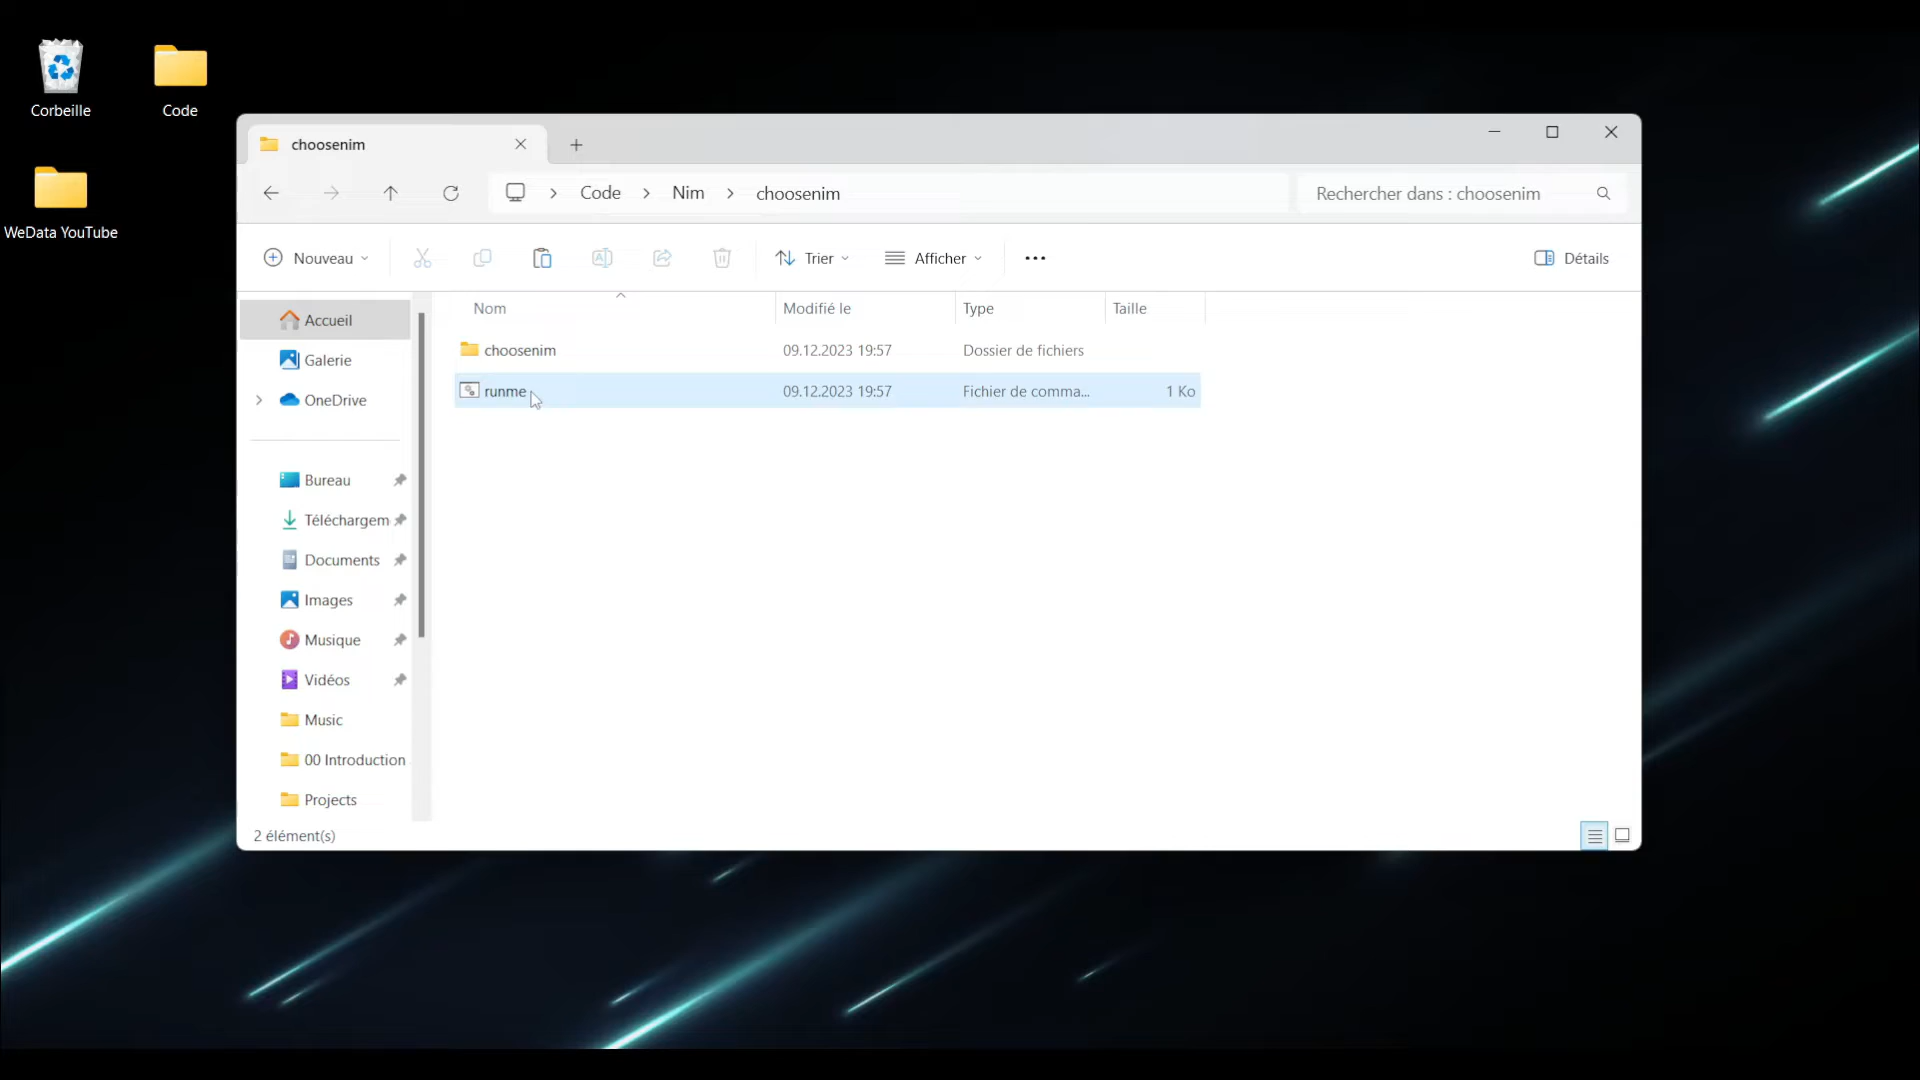 Corbeille
Code
WeData YouTube
choosenim
Code > Nim > choosenim
Rechercher dans : choosenim
Nouveau
Trier
Afficher
Détails
Nom Modifié le Type Taille
choosenim 09.12.2023 19:57 Dossier de fichiers
runme 09.12.2023 19:57 Fichier de comma... 1 Ko
Accueil
Galerie
OneDrive
Bureau
Téléchargem
Documents
Images
Musique
Vidéos
Music
00 Introduction
Projects
2 élément(s)